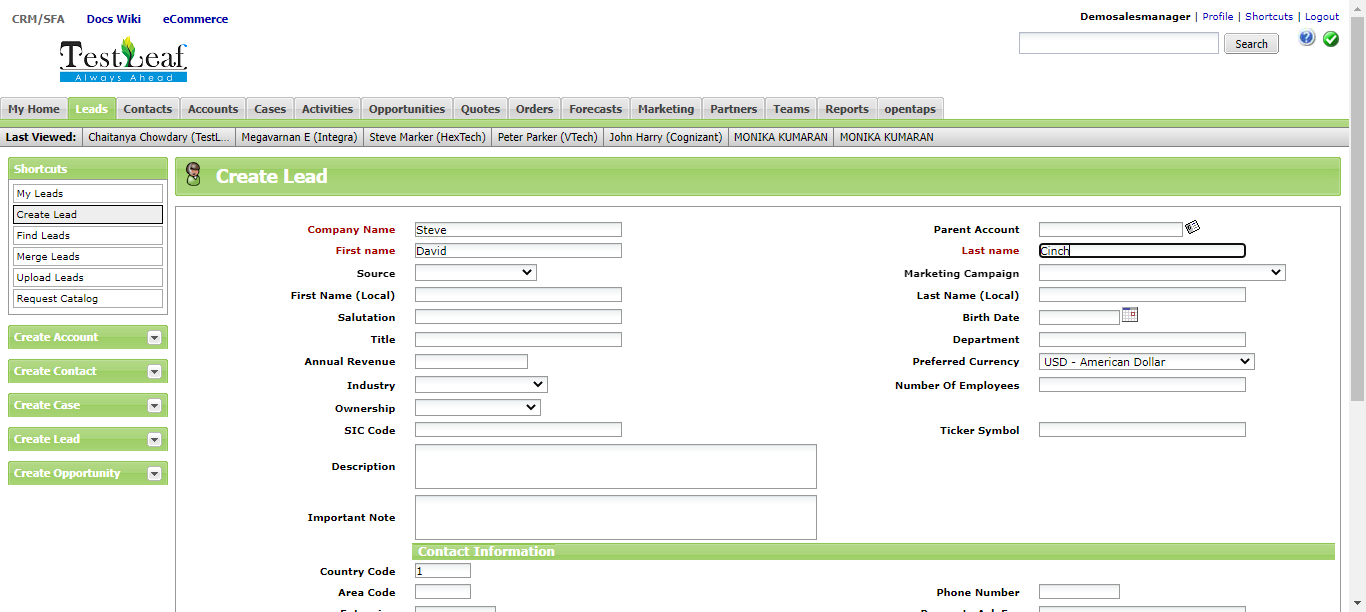 CRM/SFA Docs Wiki eCommerce
Demosalesmanager | Profile | Shortcuts | Logout
TestLeaf
Always Ahead
Search
My Home Leads Contacts Accounts Cases Activities Opportunities Quotes Orders Forecasts Marketing Partners Teams Reports opentaps
Last Viewed: Chaitanya Chowdary (TestL... Megavarnan E (Integra) Steve Marker (HexTech) Peter Parker (VTech) John Harry (Cognizant) MONIKA KUMARAN MONIKA KUMARAN
Shortcuts
My Leads
Create Lead
Find Leads
Merge Leads
Upload Leads
Request Catalog
Create Account
Create Contact
Create Case
Create Lead
Create Opportunity
Create Lead
Company Name Steve Parent Account
First name David Last name Cinch
Source Marketing Campaign
First Name (Local) Last Name (Local)
Salutation Birth Date
Title Department
Annual Revenue Preferred Currency USD - American Dollar
Industry Number Of Employees
Ownership
SIC Code Ticker Symbol
Description
Important Note
Contact Information
Country Code 1
Area Code Phone Number